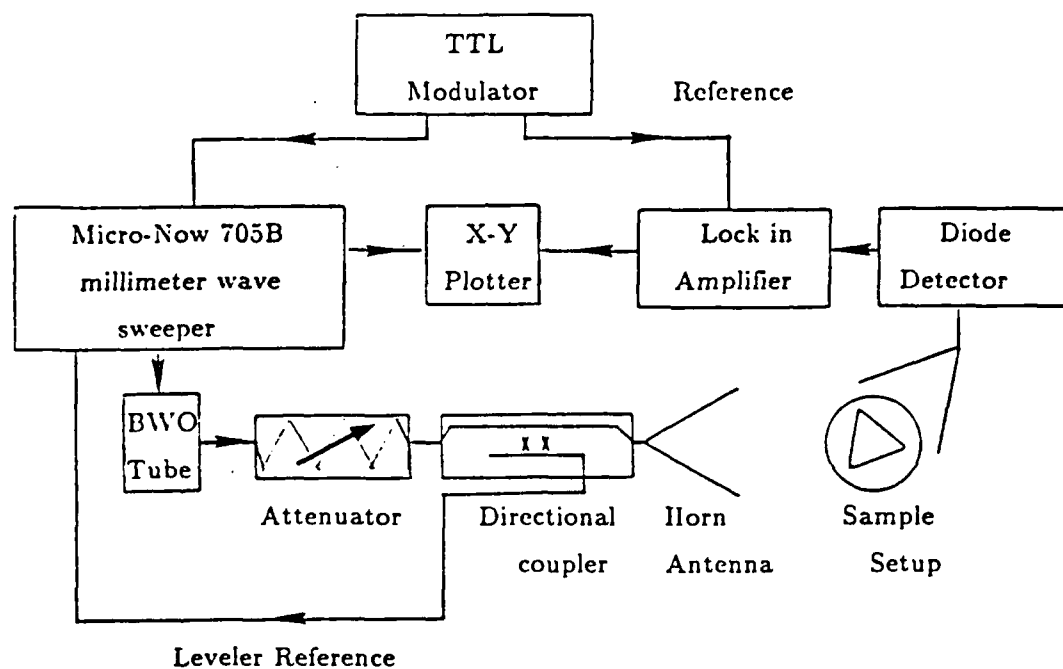 TTL
Modulator
Reference
Micro-Now 705B
millimeter wave
sweeper
X-Y
Plotter
Lock in
Amplifier
Diode
Detector
BWO
Tube
x x
Attenuator
Directional
coupler
Horn
Antenna
Sample
Setup
Leveler Reference